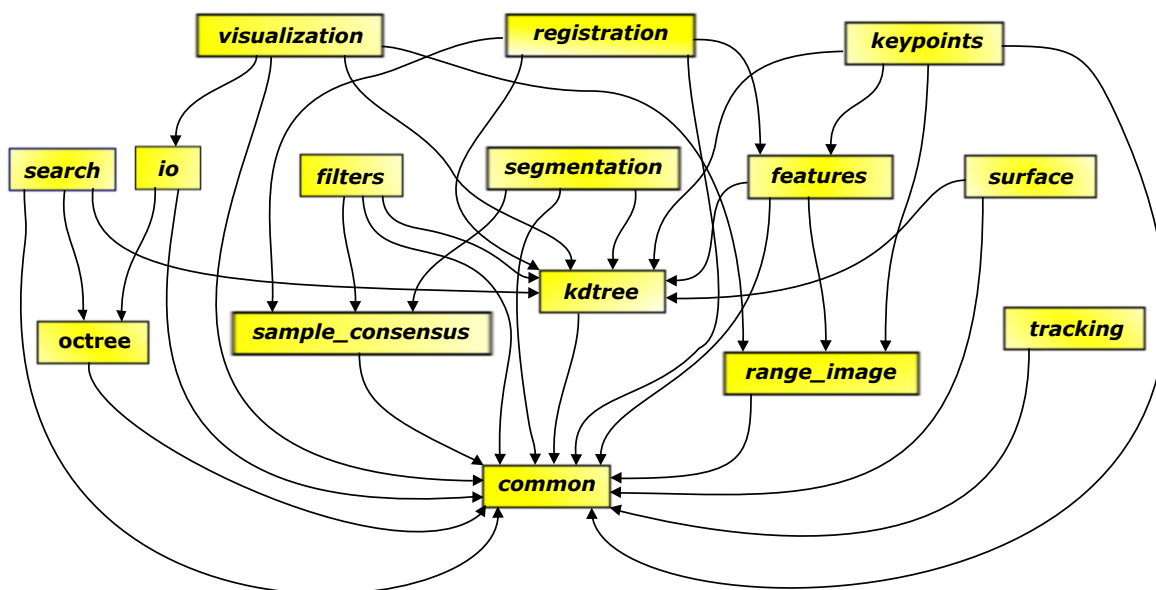 visualization
registration
keypoints
search
io
filters
segmentation
features
surface
kdtree
octree
sample_consensus
tracking
range_image
common